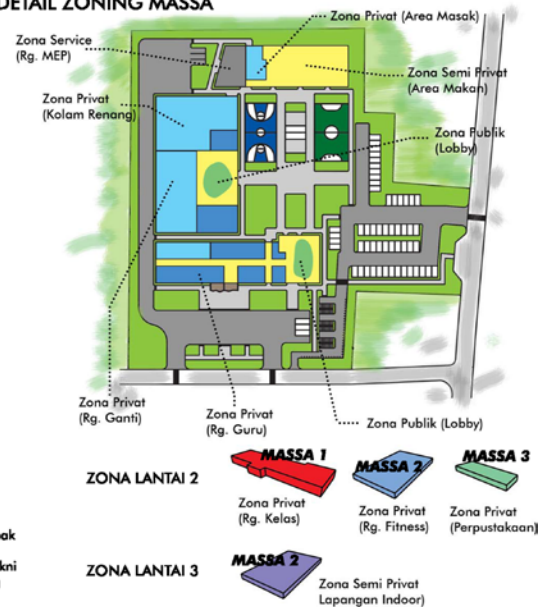 DETAIL ZONING MASSA
Zona Privat (Area Masak)
Zona Service
(Rg. MEP)
Zona Semi Privat
(Area Makan)
Zona Privat
(Kolam Renang)
Zona Publik
(Lobby)
Zona Privat
(Rg. Ganti)
Zona Privat
(Rg. Guru)
Zona Publik (Lobby)
ZONA LANTAI 2
MASSA 1
Zona Privat
(Rg. Kelas)
MASSA 2
Zona Privat
(Rg. Fitness)
MASSA 3
Zona Privat
(Perpustakaan)
ak
kni
ZONA LANTAI 3
MASSA 2
Zona Semi Privat
Lapangan Indoor)